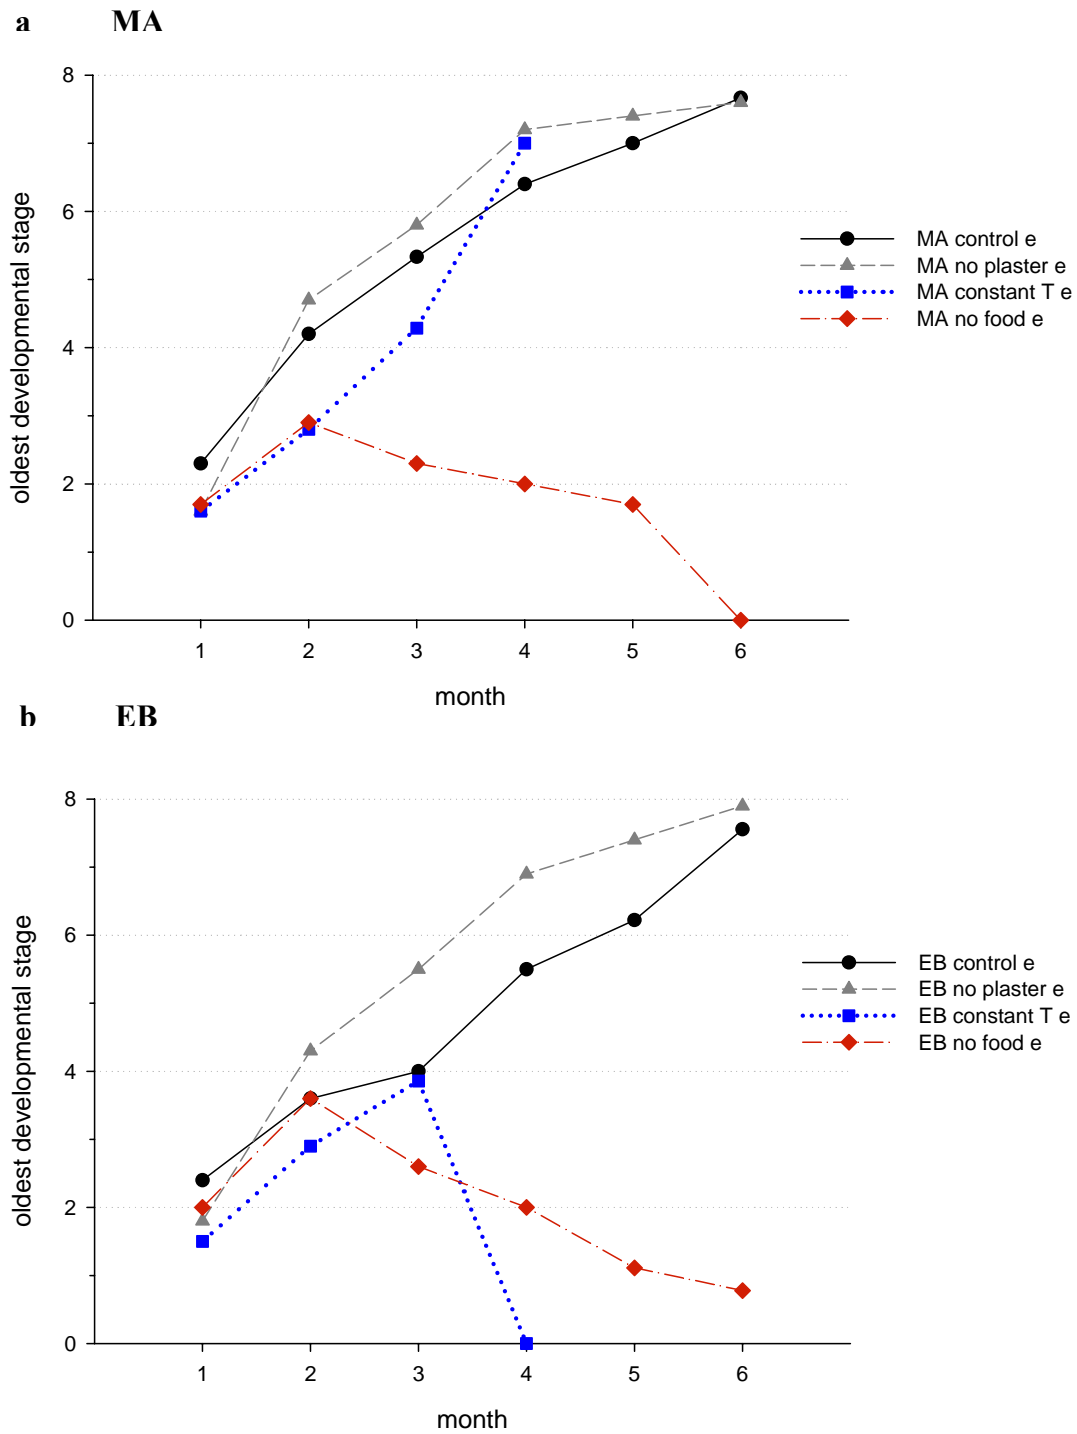 a MA
8
6
4
2
0
oldest developmental stage
1 2 3 4 5 6
month
MA control e
MA no plaster e
MA constant T e
MA no food e
b EB
8
6
4
2
0
oldest developmental stage
1 2 3 4 5 6
month
EB control e
EB no plaster e
EB constant T e
EB no food e